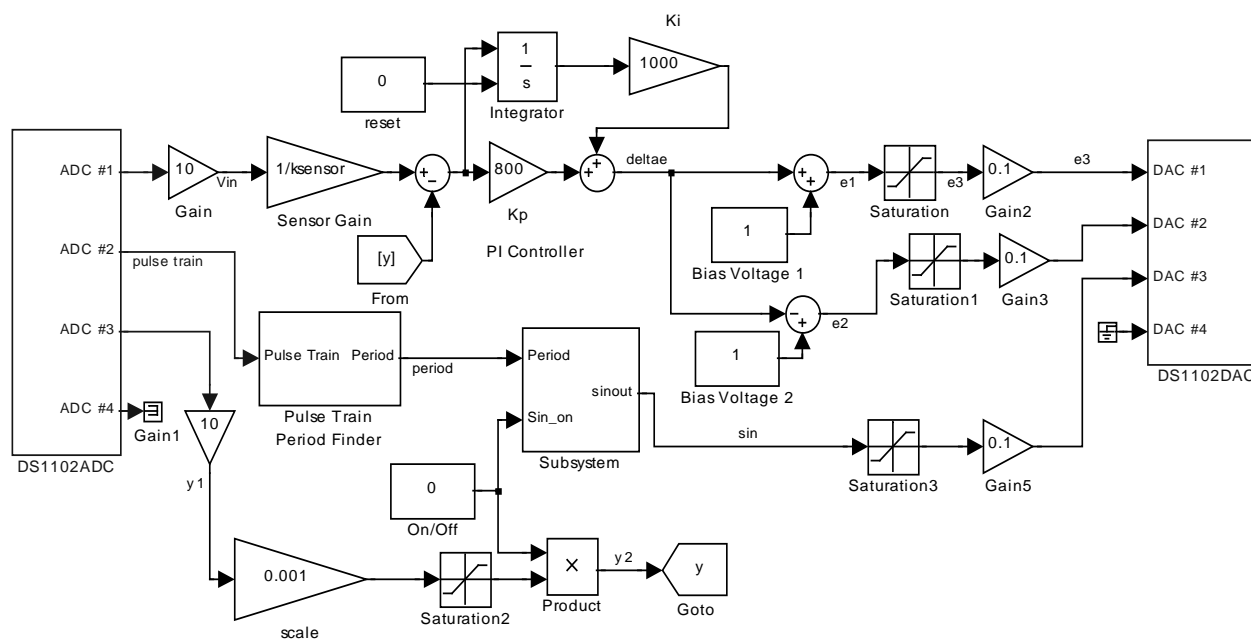 Ki
1
s
1000
0
reset
Integrator
ADC #1
10
Vin
Gain
1/ksensor
Sensor Gain
+
−
800
Kp
+
+
deltae
PI Controller
+
+
e1
Saturation
e3
0.1
Gain2
e3
DAC #1
1
Bias Voltage 1
[y]
From
ADC #2
pulse train
DAC #2
0.1
Saturation1
Gain3
DAC #3
−
+
e2
1
Bias Voltage 2
DAC #4
DS1102DAC
ADC #3
Pulse Train
Period
period
Pulse Train
Period Finder
Period
sinout
Sin_on
Subsystem
sin
Saturation3
0.1
Gain5
ADC #4
Gain1
10
DS1102ADC
y1
0
On/Off
0.001
scale
Saturation2
×
Product
y2
y
Goto